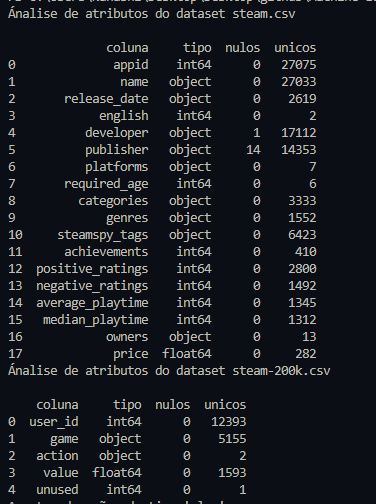 Ánalise de atributos do dataset steam.csv
coluna tipo nulos unicos
0 appid int64 0 27075
1 name object 0 27033
2 release_date object 0 2619
3 english int64 0 2
4 developer object 1 17112
5 publisher object 14 14353
6 platforms object 0 7
7 required_age int64 0 6
8 categories object 0 3333
9 genres object 0 1552
10 steamspy_tags object 0 6423
11 achievements int64 0 410
12 positive_ratings int64 0 2800
13 negative_ratings int64 0 1492
14 average_playtime int64 0 1345
15 median_playtime int64 0 1312
16 owners object 0 13
17 price float64 0 282
Ánalise de atributos do dataset steam-200k.csv
coluna tipo nulos unicos
0 user_id int64 0 12393
1 game object 0 5155
2 action object 0 2
3 value float64 0 1593
4 unused int64 0 1